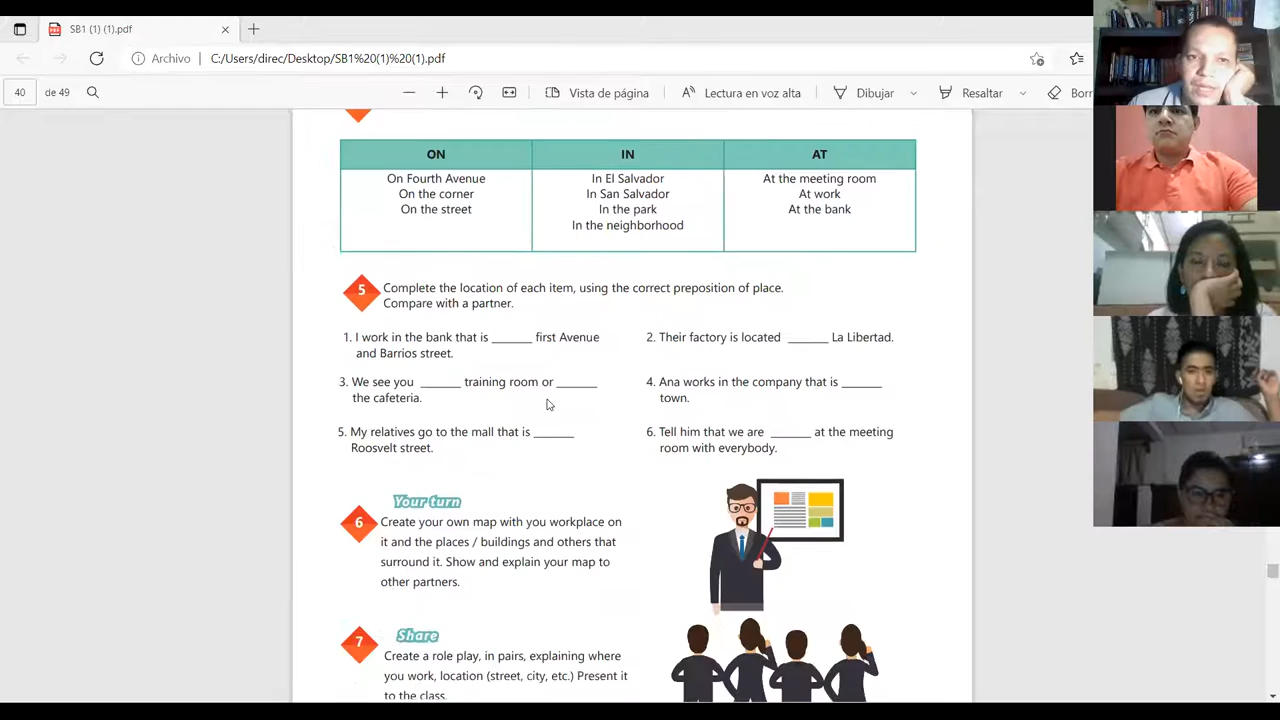 SB1 (1) (1).pdf
Archivo
C:/Users/direc/Desktop/SB1%20(1)%20(1).pdf
40
de 49
Vista de página
Lectura en voz alta
Dibujar
Resaltar
Borr
ON
IN
AT
On Fourth Avenue
On the corner
On the street
In El Salvador
In San Salvador
In the park
In the neighborhood
At the meeting room
At work
At the bank
5
Complete the location of each item, using the correct preposition of place.
Compare with a partner.
1. I work in the bank that is _______ first Avenue
and Barrios street.
2. Their factory is located _______ La Libertad.
3. We see you _______ training room or _______
the cafeteria.
4. Ana works in the company that is _______
town.
5. My relatives go to the mall that is _______
Roosvelt street.
6. Tell him that we are _______ at the meeting
room with everybody.
Your turn
6
Create your own map with you workplace on
it and the places / buildings and others that
surround it. Show and explain your map to
other partners.
Share
7
Create a role play, in pairs, explaining where
you work, location (street, city, etc.) Present it
to the class.